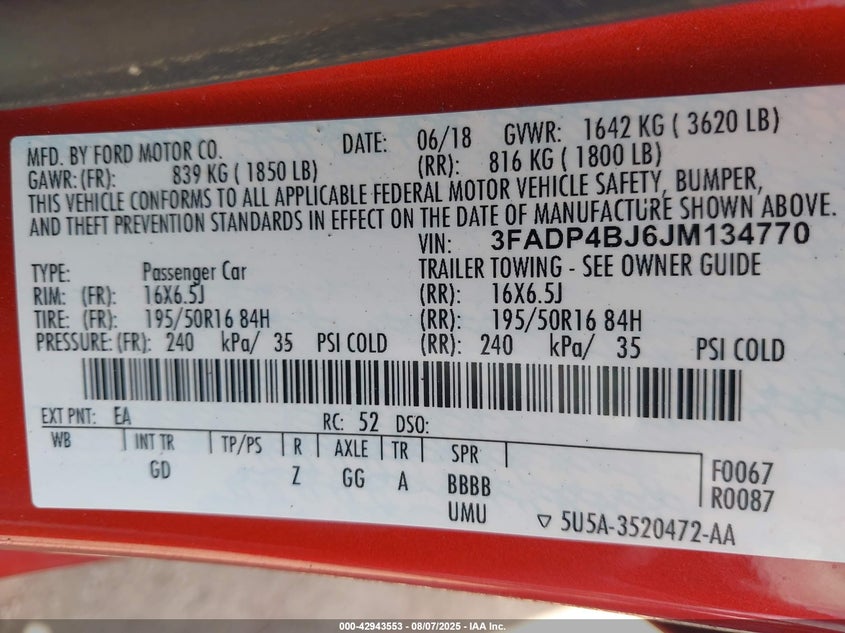 MFD. BY FORD MOTOR CO. DATE: 06/18 GVWR: 1642 KG ( 3620 LB)
GAWR:(FR): 839 KG ( 1850 LB) (RR): 816 KG ( 1800 LB)
THIS VEHICLE CONFORMS TO ALL APPLICABLE FEDERAL MOTOR VEHICLE SAFETY, BUMPER,
AND THEFT PREVENTION STANDARDS IN EFFECT ON THE DATE OF MANUFACTURE SHOWN ABOVE.
VIN: 3FADP4BJ6JM134770
TYPE: Passenger Car TRAILER TOWING - SEE OWNER GUIDE
RIM: (FR): 16X6.5J (RR): 16X6.5J
TIRE: (FR): 195/50R16 84H (RR): 195/50R16 84H
PRESSURE:(FR): 240 kPa/ 35 PSI COLD (RR): 240 kPa/ 35 PSI COLD
EXT PNT: EA RC: 52 DSO:
WB INT TR TP/PS R AXLE TR SPR
GD Z GG A BBBB F0067
UMU R0087
▽ 5U5A-3520472-AA
000-42943553 - 08/07/2025 - IAA Inc.